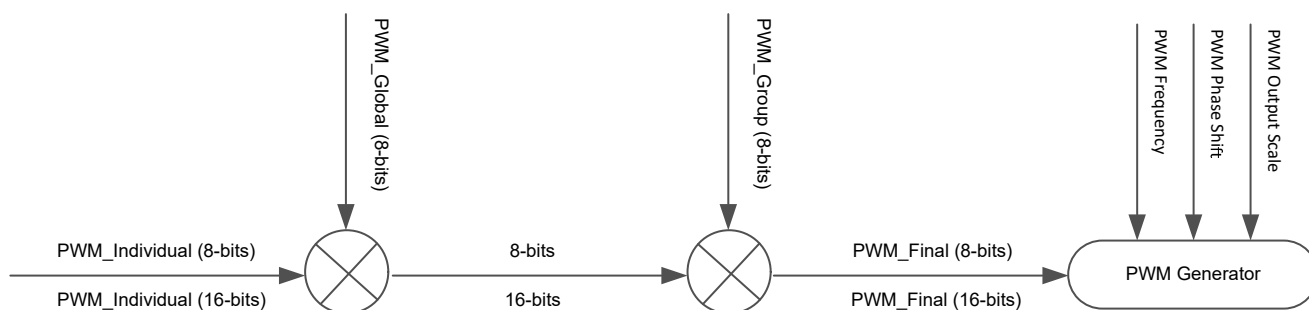 PWM_Global (8-bits)
PWM_Group (8-bits)
PWM Frequency
PWM Phase Shift
PWM Output Scale
PWM_Individual (8-bits)
8-bits
PWM_Final (8-bits)
PWM Generator
PWM_Individual (16-bits)
16-bits
PWM_Final (16-bits)